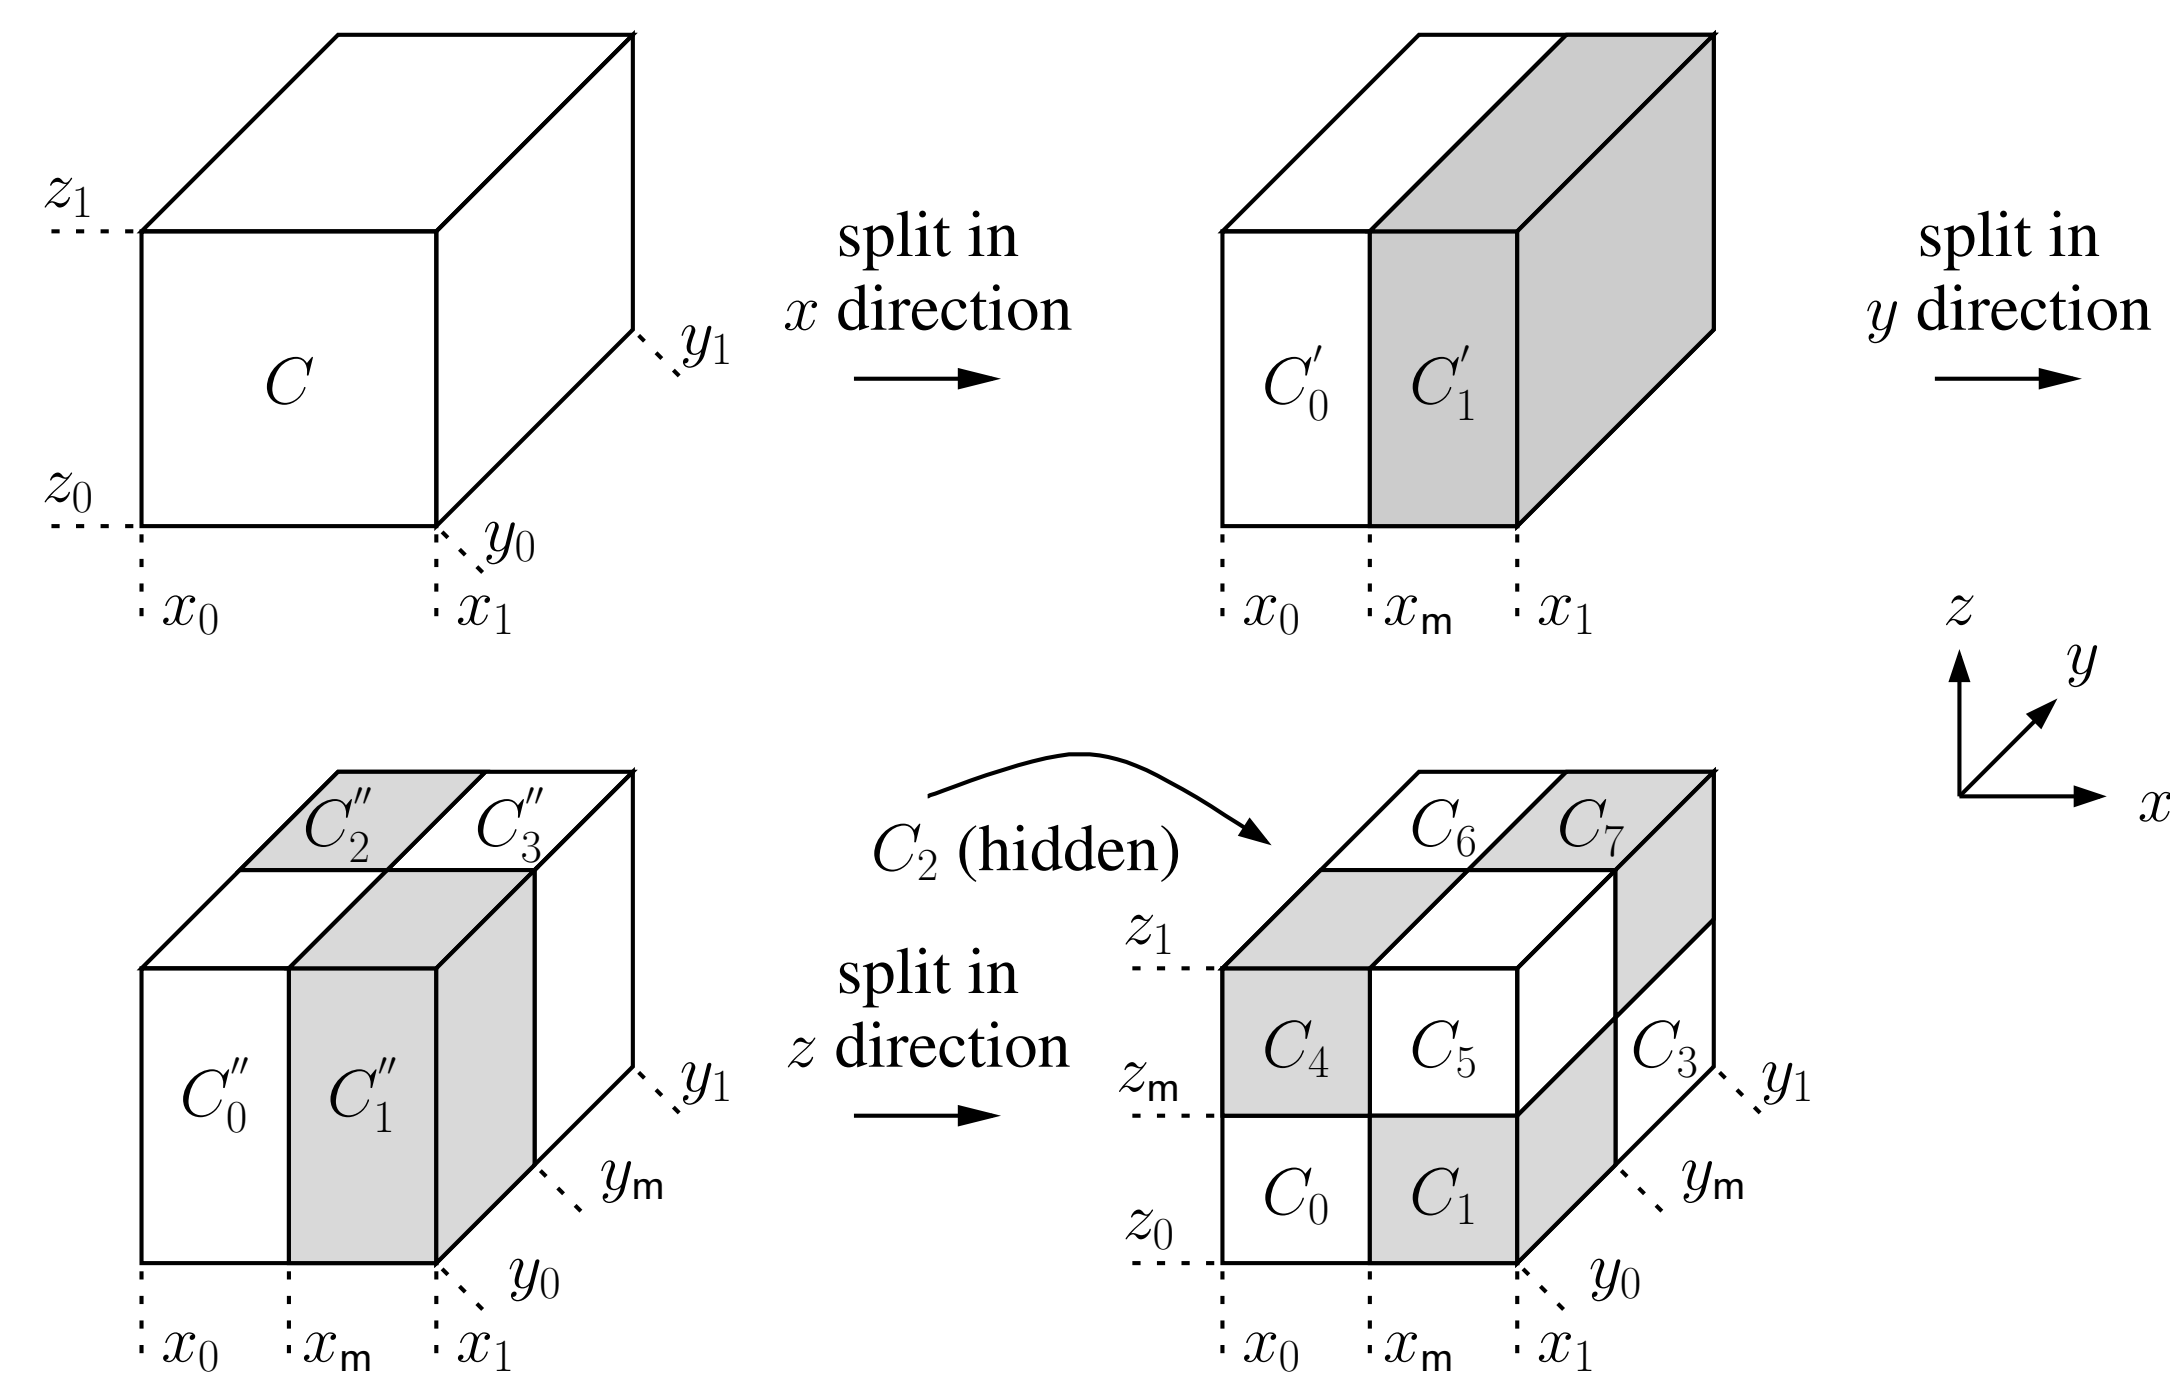 z₁
z₀
C
y₁
y₀
x₀ x₁
split in
x direction
C′₀ C′₁
x₀ xₘ x₁
split in
y direction
z
y
x
C″₂ C″₃
C″₀ C″₁
y₁
yₘ
y₀
x₀ xₘ x₁
C₂ (hidden)
split in
z direction
C₆ C₇
z₁
C₄ C₅ C₃
zₘ
y₁
C₀ C₁
yₘ
z₀
y₀
x₀ xₘ x₁